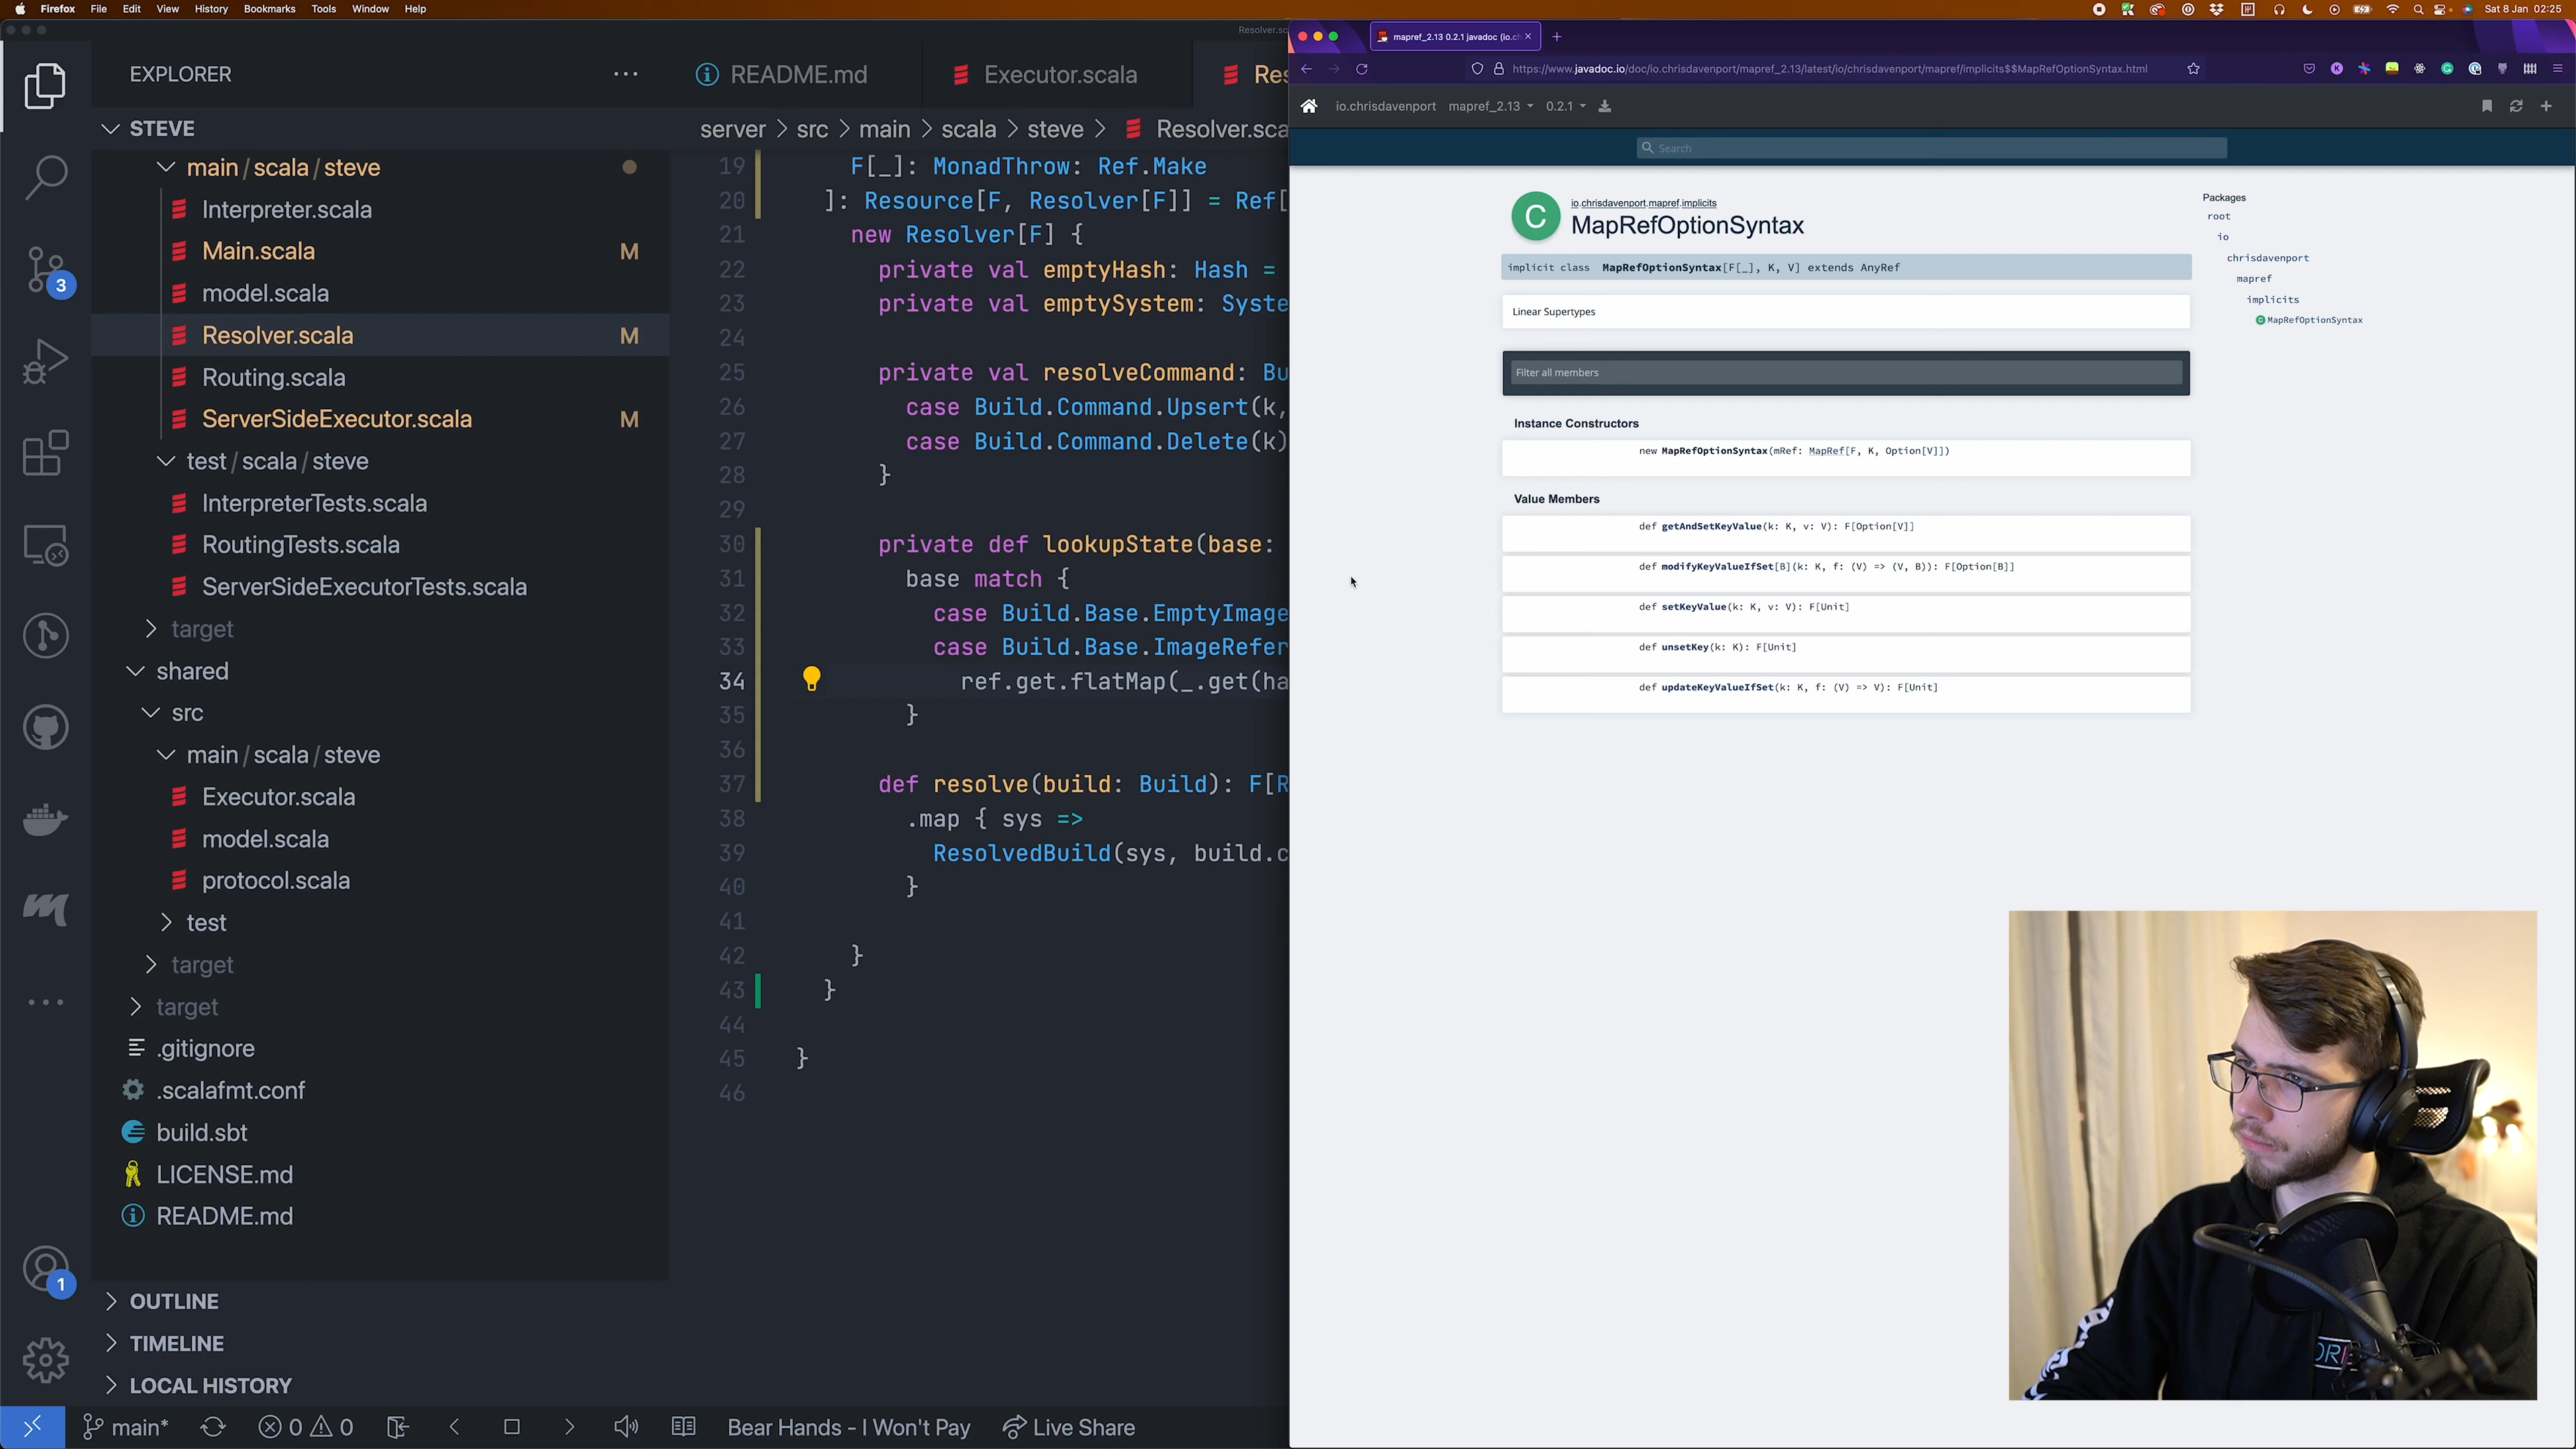 Firefox File Edit View History Bookmarks Tools Window Help
Sat 8 Jan 02:25
EXPLORER
STEVE
main / scala / steve
Interpreter.scala
Main.scala M
model.scala
Resolver.scala M
Routing.scala
ServerSideExecutor.scala M
test / scala / steve
InterpreterTests.scala
RoutingTests.scala
ServerSideExecutorTests.scala
target
shared
src
main / scala / steve
Executor.scala
model.scala
protocol.scala
test
target
target
.gitignore
.scalafmt.conf
build.sbt
LICENSE.md
README.md
OUTLINE
TIMELINE
LOCAL HISTORY
3
1
Resolver.sc
README.md
Executor.scala
Res
server > src > main > scala > steve > Resolver.sca
19 F[_]: MonadThrow: Ref.Make
20 ]: Resource[F, Resolver[F]] = Ref[
21 new Resolver[F] {
22 private val emptyHash: Hash =
23 private val emptySystem: Syste
24
25 private val resolveCommand: Bu
26 case Build.Command.Upsert(k,
27 case Build.Command.Delete(k)
28 }
29
30 private def lookupState(base:
31 base match {
32 case Build.Base.EmptyImage
33 case Build.Base.ImageRefer
34 ref.get.flatMap(_.get(ha
35 }
36
37 def resolve(build: Build): F[R
38 .map { sys =>
39 ResolvedBuild(sys, build.c
40 }
41
42 }
43 }
44
45 }
46
main* 0 0 Bear Hands - I Won't Pay Live Share
mapref_2.13 0.2.1 javadoc (io.ch
https://www.javadoc.io/doc/io.chrisdavenport/mapref_2.13/latest/io/chrisdavenport/mapref/implicits$$MapRefOptionSyntax.html
io.chrisdavenport mapref_2.13 0.2.1
Search
C
io.chrisdavenport.mapref.implicits
MapRefOptionSyntax
implicit class MapRefOptionSyntax[F[_], K, V] extends AnyRef
Linear Supertypes
Filter all members
Instance Constructors
new MapRefOptionSyntax(mRef: MapRef[F, K, Option[V]])
Value Members
def getAndSetKeyValue(k: K, v: V): F[Option[V]]
def modifyKeyValueIfSet[B](k: K, f: (V) => (V, B)): F[Option[B]]
def setKeyValue(k: K, v: V): F[Unit]
def unsetKey(k: K): F[Unit]
def updateKeyValueIfSet(k: K, f: (V) => V): F[Unit]
Packages
root
io
chrisdavenport
mapref
implicits
MapRefOptionSyntax